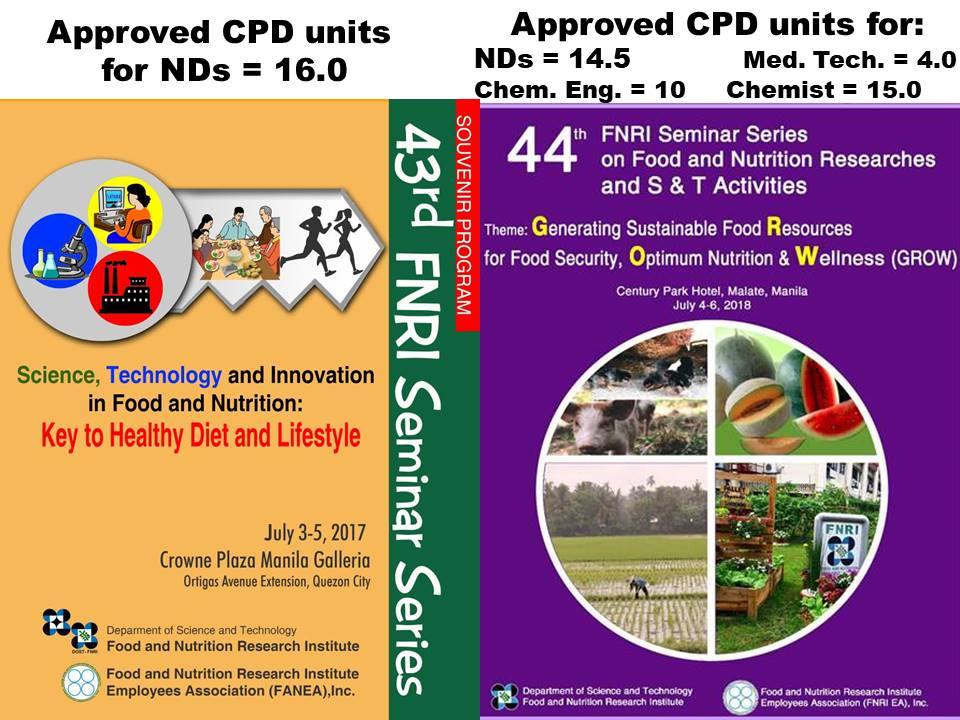 Approved CPD units
for NDs = 16.0
SOUVENIR PROGRAM
43rd FNRI Seminar Series
Science, Technology and Innovation
in Food and Nutrition:
Key to Healthy Diet and Lifestyle
July 3-5, 2017
Crowne Plaza Manila Galleria
Ortigas Avenue Extension, Quezon City
DOST- FNRI
Department of Science and Technology
Food and Nutrition Research Institute
Food and Nutrition Research Institute
Employees Association (FANEA),Inc.
Approved CPD units for:
NDs = 14.5 Med. Tech. = 4.0
Chem. Eng. = 10 Chemist = 15.0
44th FNRI Seminar Series
on Food and Nutrition Researches
and S & T Activities
Theme: Generating Sustainable Food Resources
for Food Security, Optimum Nutrition & Wellness (GROW)
Century Park Hotel, Malate, Manila
July 4-6, 2018
FNRI
Department of Science and Technology
Food and Nutrition Research Institute
Food and Nutrition Research Institute
Employees Association (FNRI EA), Inc.